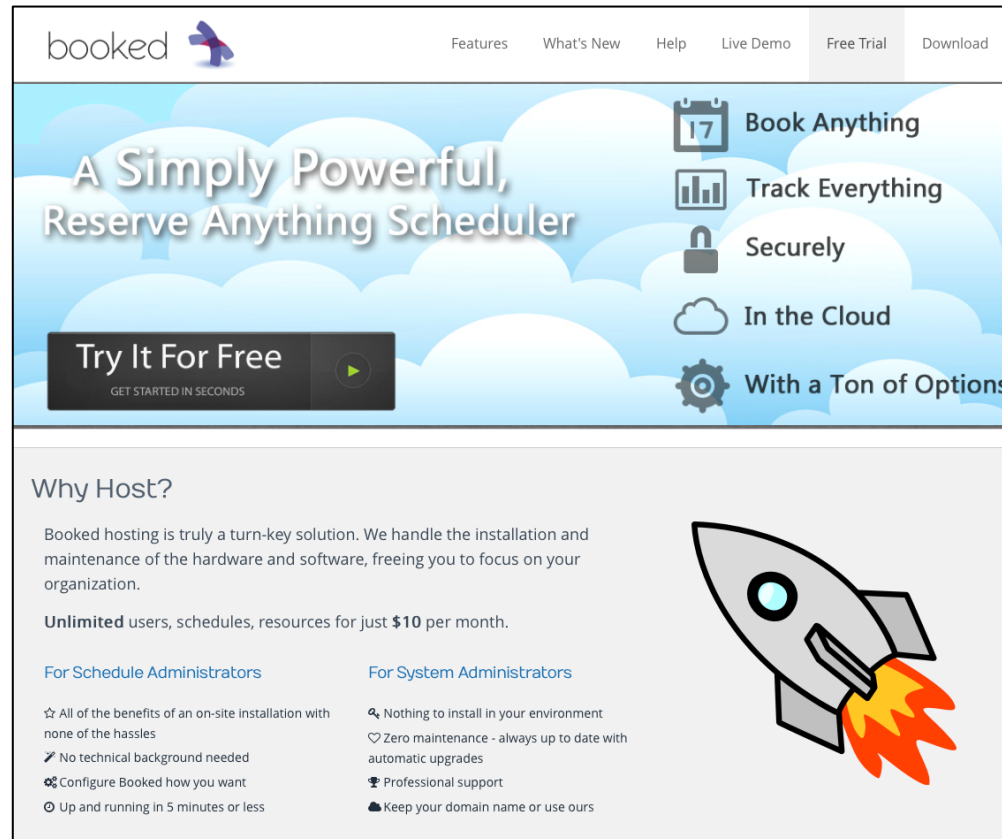 booked
Features What's New Help Live Demo Free Trial Download
A Simply Powerful,
Reserve Anything Scheduler
Try It For Free
GET STARTED IN SECONDS
17 Book Anything
Track Everything
Securely
In the Cloud
With a Ton of Options
Why Host?
Booked hosting is truly a turn-key solution. We handle the installation and
maintenance of the hardware and software, freeing you to focus on your
organization.
Unlimited users, schedules, resources for just $10 per month.
For Schedule Administrators
All of the benefits of an on-site installation with
none of the hassles
No technical background needed
Configure Booked how you want
Up and running in 5 minutes or less
For System Administrators
Nothing to install in your environment
Zero maintenance - always up to date with
automatic upgrades
Professional support
Keep your domain name or use ours